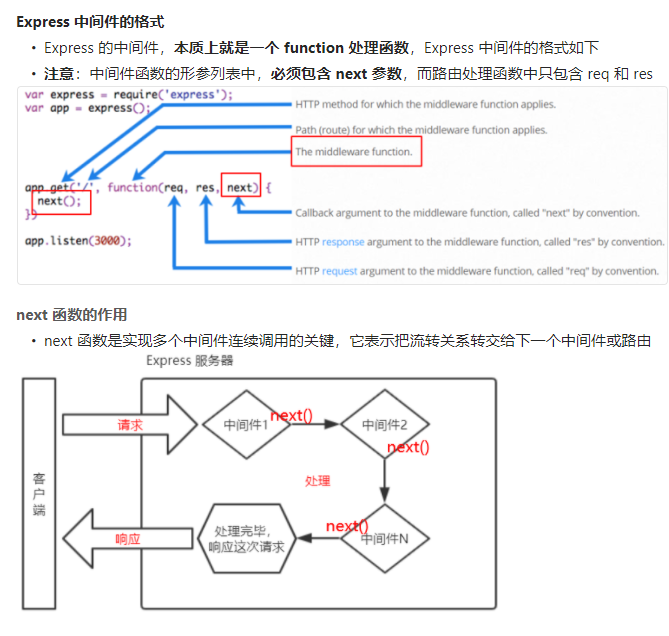 Express 中间件的格式
• Express 的中间件，本质上就是一个 function 处理函数，Express 中间件的格式如下
• 注意：中间件函数的形参列表中，必须包含 next 参数，而路由处理函数中只包含 req 和 res
var express = require('express');
var app = express();
HTTP method for which the middleware function applies.
Path (route) for which the middleware function applies.
The middleware function.
app.get('/', function(req, res, next) {
next();
})
Callback argument to the middleware function, called "next" by convention.
app.listen(3000);
HTTP response argument to the middleware function, called "res" by convention.
HTTP request argument to the middleware function, called "req" by convention.
next 函数的作用
• next 函数是实现多个中间件连续调用的关键，它表示把流转关系转交给下一个中间件或路由
Express 服务器
客户端
请求
中间件1
next()
中间件2
next()
处理
中间件N
next()
处理完毕，
响应这次请求
响应